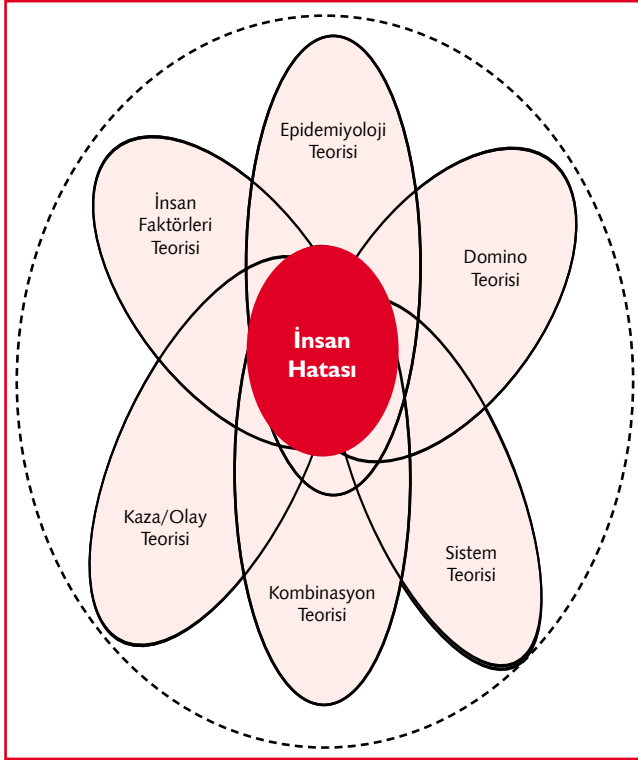 Epidemiyoloji
Teorisi
İnsan
Faktörleri
Teorisi
Domino
Teorisi
İnsan
Hatası
Kaza/Olay
Teorisi
Sistem
Teorisi
Kombinasyon
Teorisi